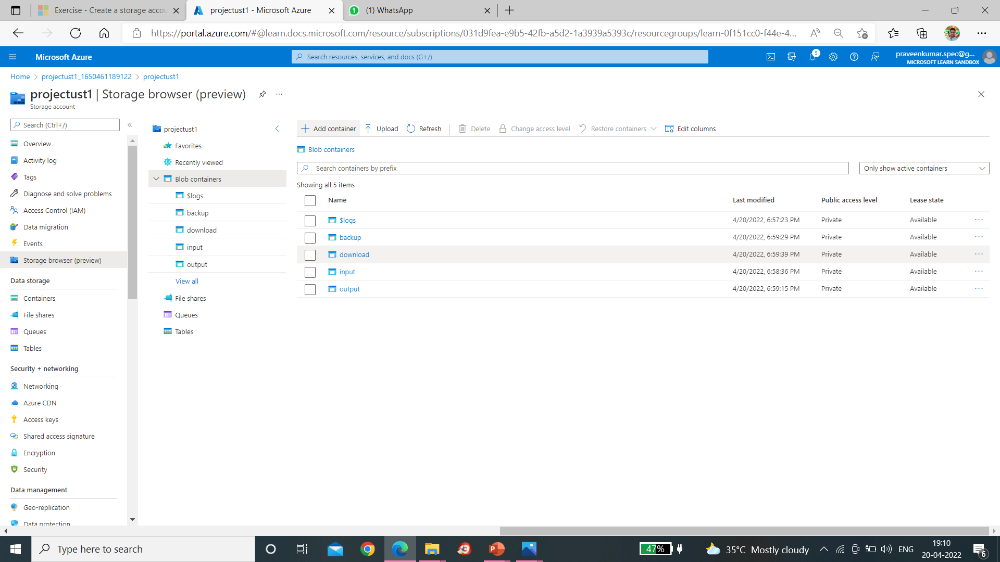 Exercise - Create a storage accou
projectust1 - Microsoft Azure
(1) WhatsApp
https://portal.azure.com/#@learn.docs.microsoft.com/resource/subscriptions/031d9fea-e9b5-42fb-a5d2-1a3939a5393c/resourcegroups/learn-0f151cc0-f44e-4...
Microsoft Azure
Search resources, services, and docs (G+/)
5
praveenkumar.spec@g...
MICROSOFT LEARN SANDBOX
Home > projectust1_1650461189122 > projectust1
projectust1 | Storage browser (preview)
Storage account
Search (Ctrl+/)
Overview
Activity log
Tags
Diagnose and solve problems
Access Control (IAM)
Data migration
Events
Storage browser (preview)
Data storage
Containers
File shares
Queues
Tables
Security + networking
Networking
Azure CDN
Access keys
Shared access signature
Encryption
Security
Data management
Geo-replication
Data protection
projectust1
Favorites
Recently viewed
Blob containers
$logs
backup
download
input
output
View all
File shares
Queues
Tables
Add container Upload Refresh Delete Change access level Restore containers Edit columns
Blob containers
Search containers by prefix
Only show active containers
Showing all 5 items
Name Last modified Public access level Lease state
$logs 4/20/2022, 6:57:23 PM Private Available ...
backup 4/20/2022, 6:59:29 PM Private Available ...
download 4/20/2022, 6:59:39 PM Private Available ...
input 4/20/2022, 6:58:36 PM Private Available ...
output 4/20/2022, 6:59:15 PM Private Available ...
Type here to search
47%
35°C Mostly cloudy
ENG
19:10
20-04-2022
6